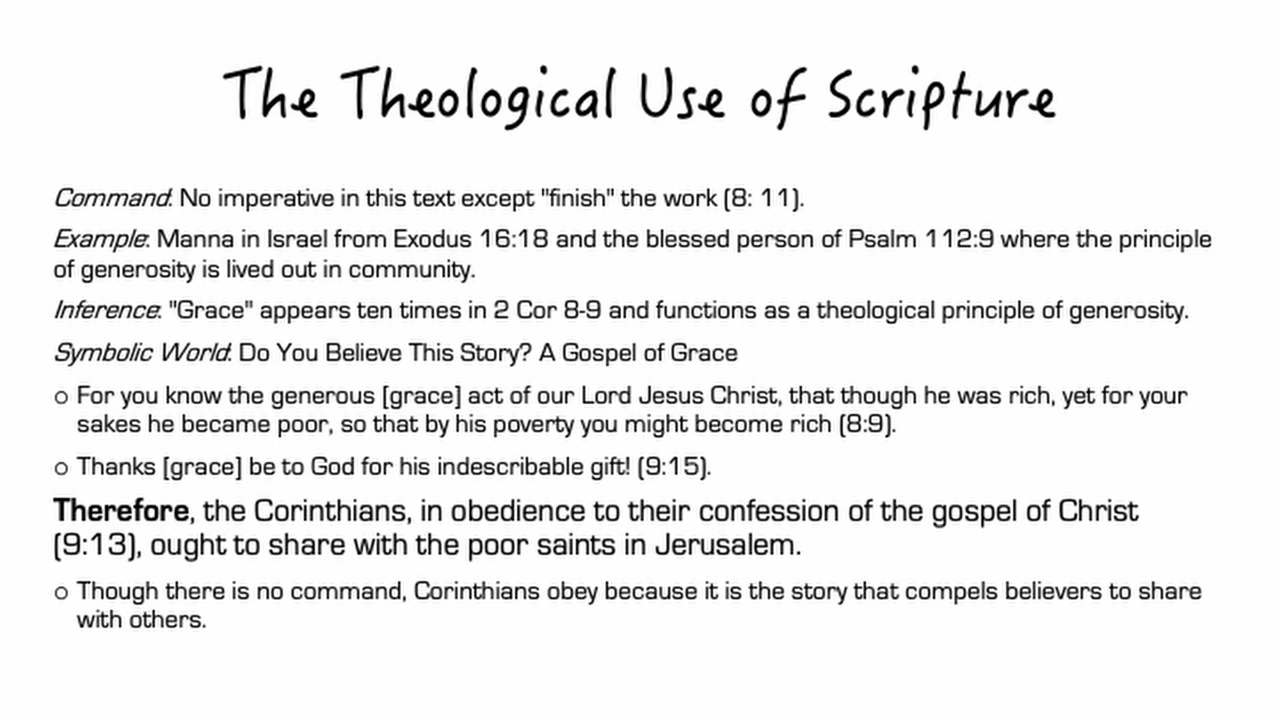 The Theological Use of Scripture
Command: No imperative in this text except "finish" the work (8: 11).
Example: Manna in Israel from Exodus 16:18 and the blessed person of Psalm 112:9 where the principle
of generosity is lived out in community.
Inference: "Grace" appears ten times in 2 Cor 8-9 and functions as a theological principle of generosity.
Symbolic World: Do You Believe This Story? A Gospel of Grace
○ For you know the generous [grace] act of our Lord Jesus Christ, that though he was rich, yet for your
sakes he became poor, so that by his poverty you might become rich (8:9).
○ Thanks [grace] be to God for his indescribable gift! (9:15).
Therefore, the Corinthians, in obedience to their confession of the gospel of Christ
(9:13), ought to share with the poor saints in Jerusalem.
○ Though there is no command, Corinthians obey because it is the story that compels believers to share
with others.